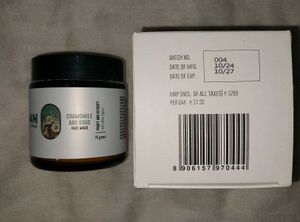 CHAMOMILE
AND KHUS
FACE MASK
BATCH NO. 004
DATE OF MFG. 10/24
DATE OF EXP. 10/27
MRP (INCL. OF ALL TAXES) ₹ 1299
PER GM. ₹ 17.32
8 906157 970444